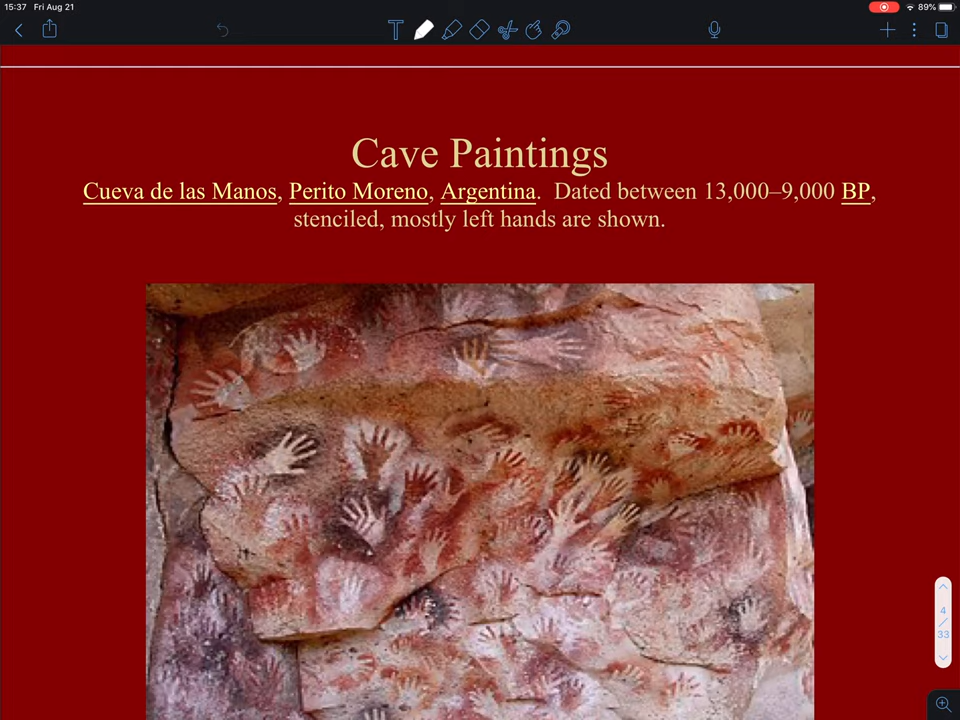 15:37 Fri Aug 21
89%
T
Cave Paintings
Cueva de las Manos, Perito Moreno, Argentina. Dated between 13,000–9,000 BP,
stenciled, mostly left hands are shown.
4
/
33